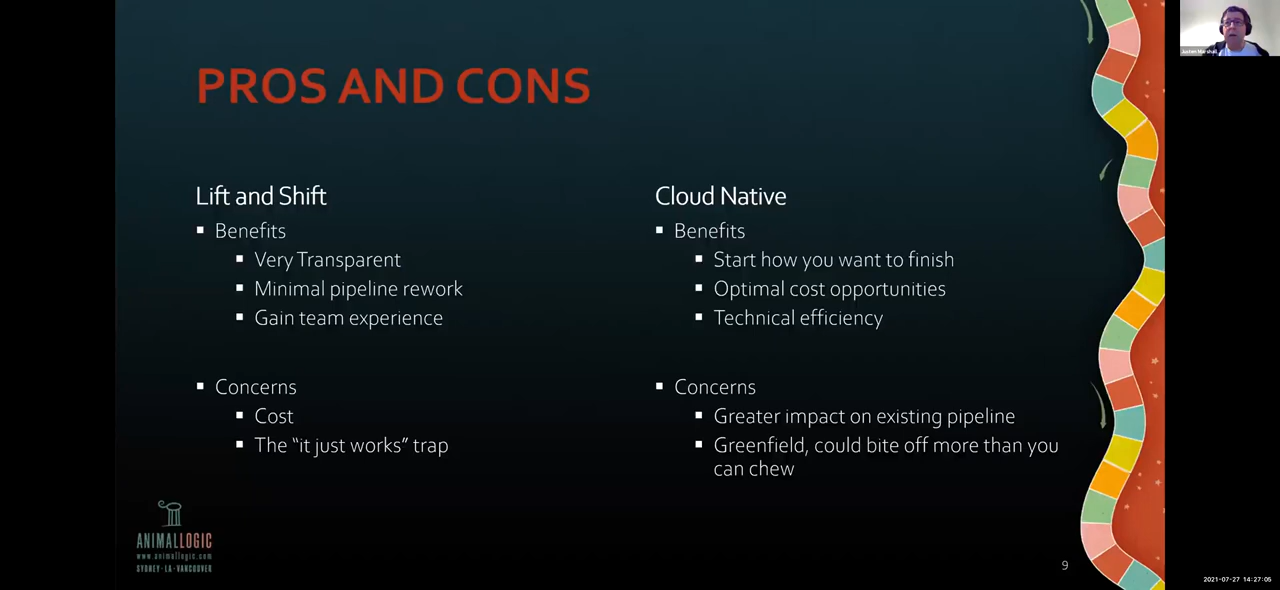 PROS AND CONS
Lift and Shift
Benefits
Very Transparent
Minimal pipeline rework
Gain team experience
Concerns
Cost
The “it just works” trap
Cloud Native
Benefits
Start how you want to finish
Optimal cost opportunities
Technical efficiency
Concerns
Greater impact on existing pipeline
Greenfield, could bite off more than you
can chew
ANIMALLOGIC
www.animallogic.com
SYDNEY·LA·VANCOUVER
9
Justen Marshall
2021-07-27 14:27:05